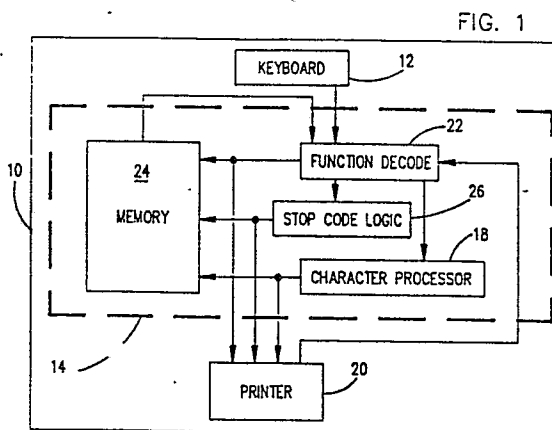 FIG. 1
KEYBOARD
12
22
24
FUNCTION DECODE
10
MEMORY
26
STOP CODE LOGIC
18
CHARACTER PROCESSOR
14
PRINTER
20